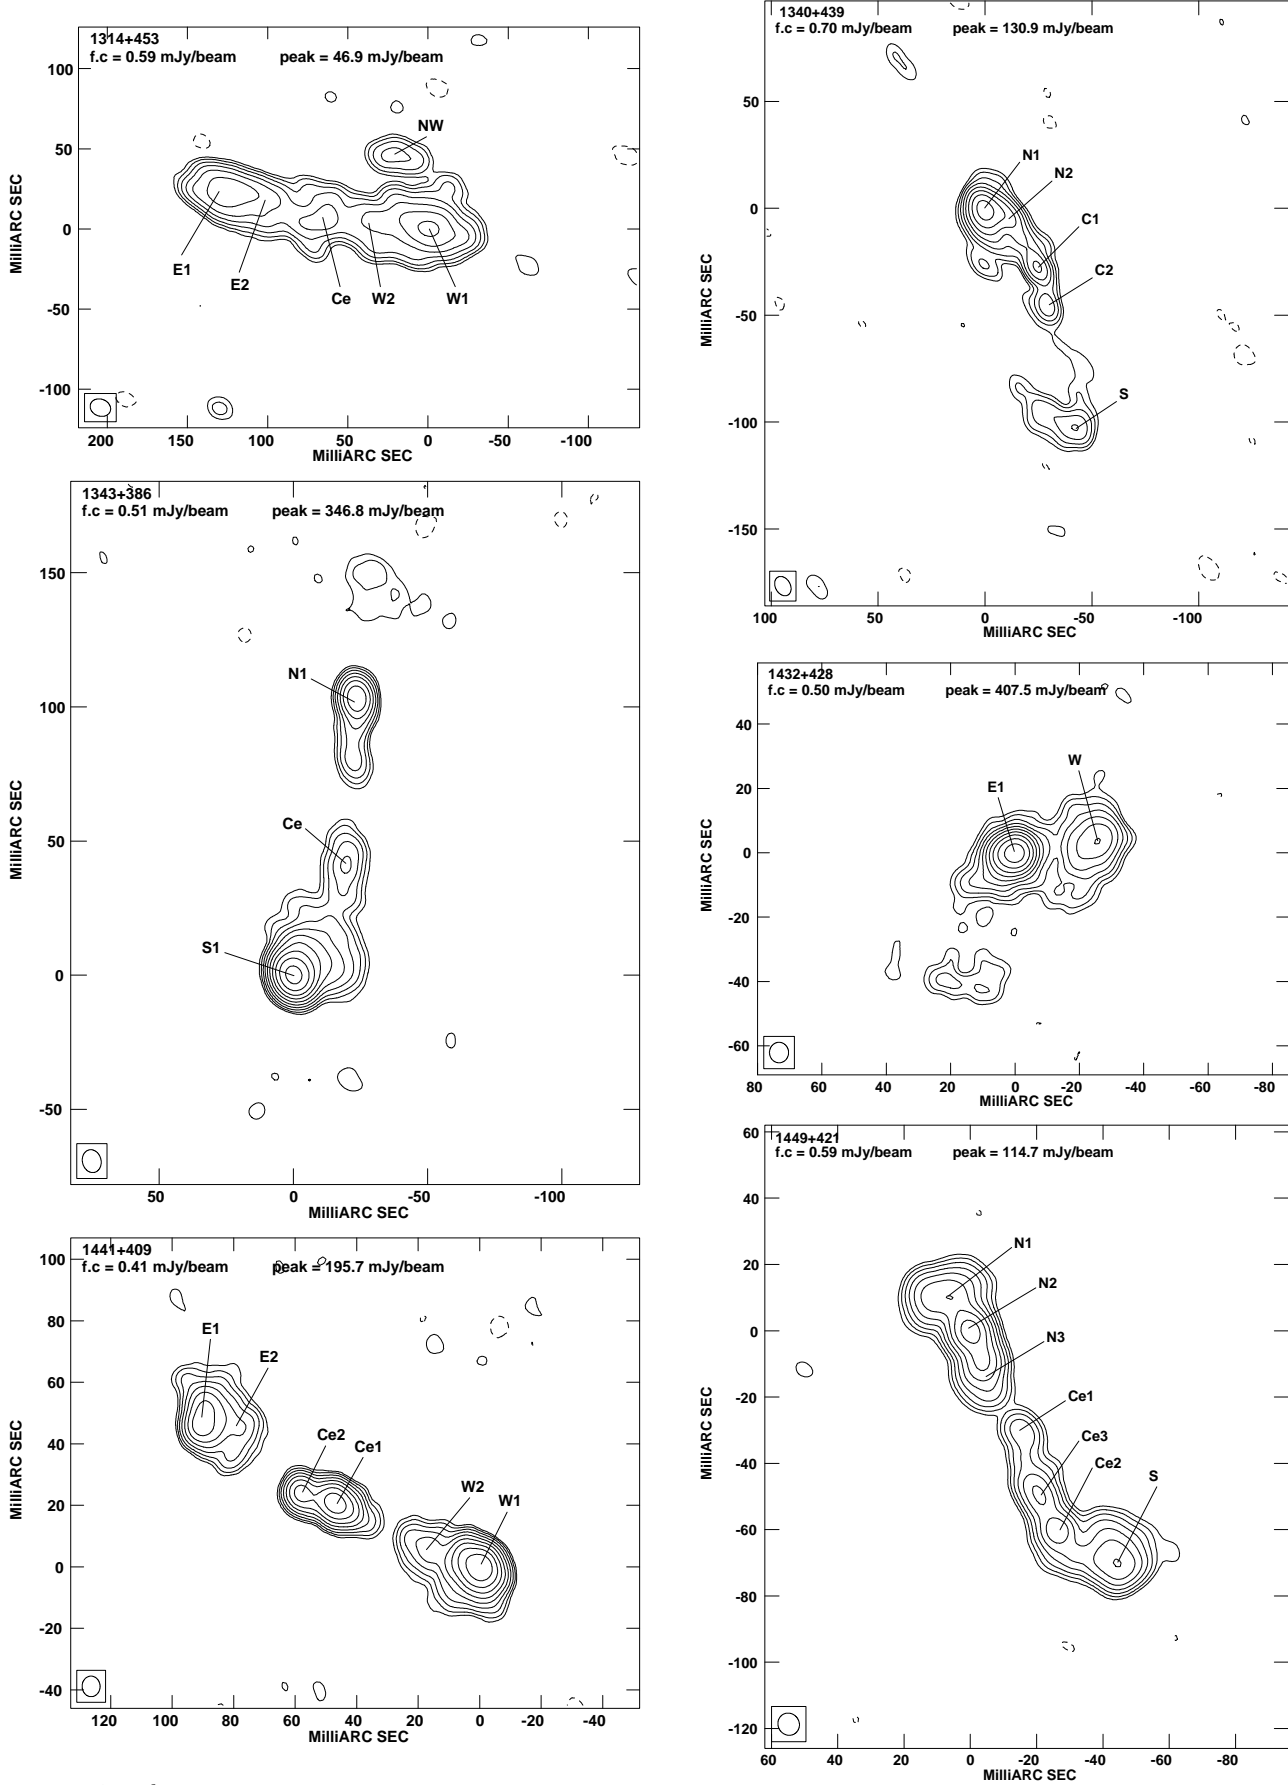 1314+453
f.c = 0.59 mJy/beam peak = 46.9 mJy/beam
100
50
0
-50
-100
MilliARC SEC
NW
E1
E2
Ce
W2
W1
200 150 100 50 0 -50 -100
MilliARC SEC
1340+439
f.c = 0.70 mJy/beam peak = 130.9 mJy/beam
50
0
-50
-100
-150
MilliARC SEC
N1
N2
C1
C2
S
100 50 0 -50 -100
MilliARC SEC
1343+386
f.c = 0.51 mJy/beam peak = 346.8 mJy/beam
150
100
50
0
-50
MilliARC SEC
N1
Ce
S1
50 0 -50 -100
MilliARC SEC
1432+428
f.c = 0.50 mJy/beam peak = 407.5 mJy/beam
40
20
0
-20
-40
-60
MilliARC SEC
W
E1
80 60 40 20 0 -20 -40 -60 -80
MilliARC SEC
1441+409
f.c = 0.41 mJy/beam peak = 195.7 mJy/beam
100
80
60
40
20
0
-20
-40
MilliARC SEC
E1
E2
Ce2
Ce1
W2
W1
120 100 80 60 40 20 0 -20 -40
MilliARC SEC
1449+421
f.c = 0.59 mJy/beam peak = 114.7 mJy/beam
60
40
20
0
-20
-40
-60
-80
-100
-120
MilliARC SEC
N1
N2
N3
Ce1
Ce3
Ce2
S
60 40 20 0 -20 -40 -60 -80
MilliARC SEC